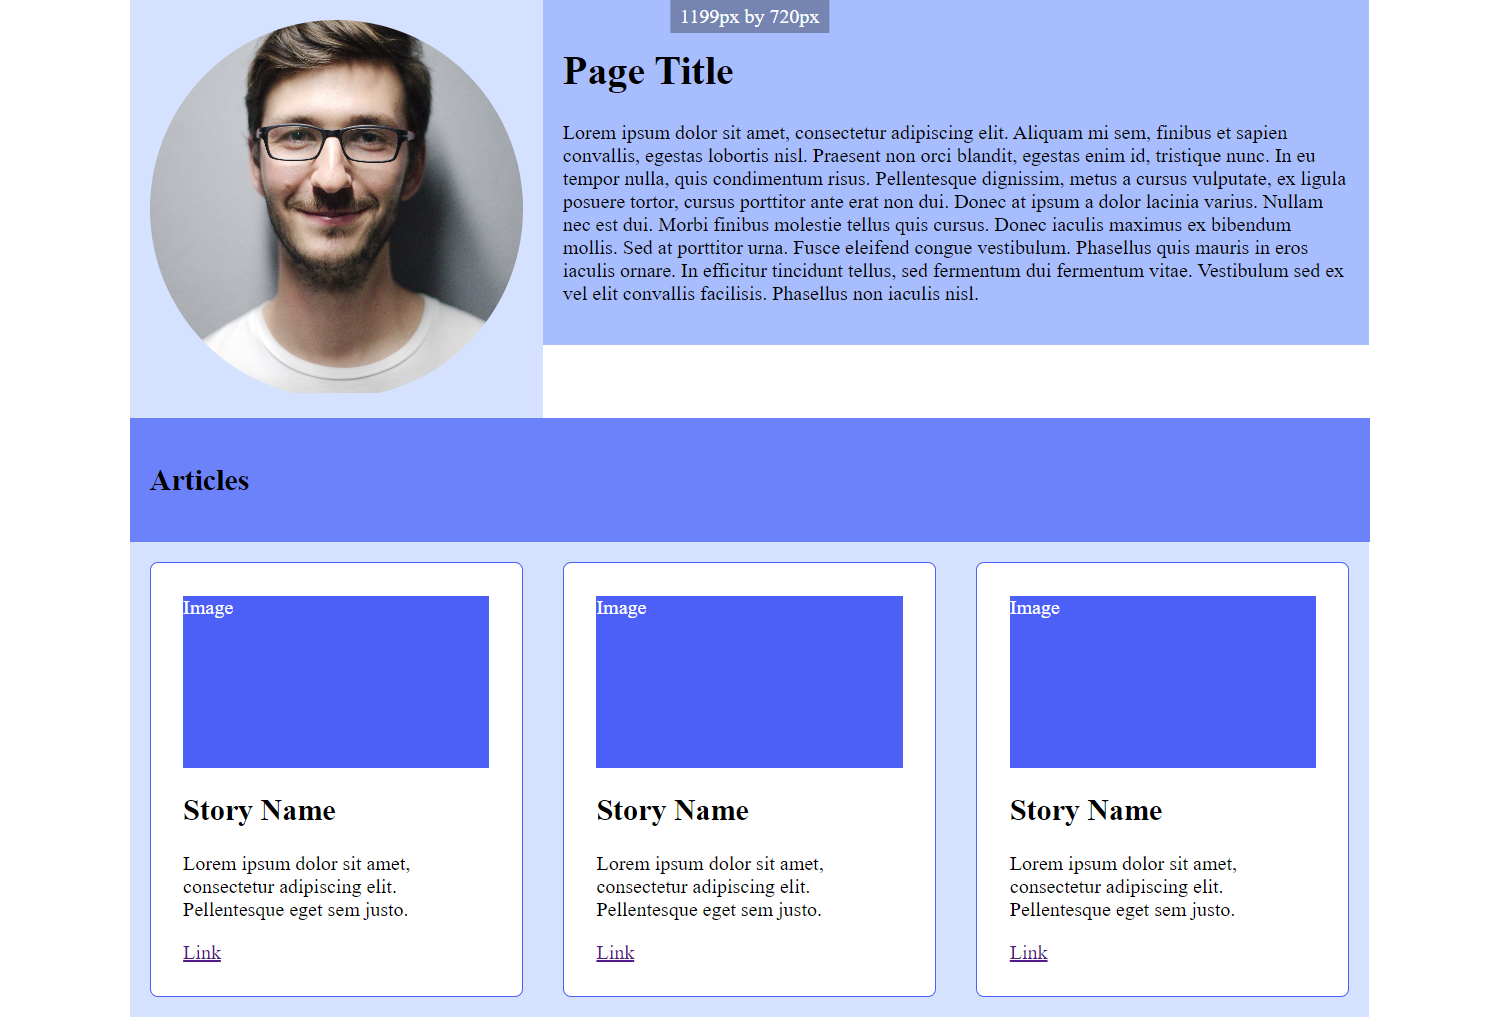 1199px by 720px
Page Title
Lorem ipsum dolor sit amet, consectetur adipiscing elit. Aliquam mi sem, finibus et sapien
convallis, egestas lobortis nisl. Praesent non orci blandit, egestas enim id, tristique nunc. In eu
tempor nulla, quis condimentum risus. Pellentesque dignissim, metus a cursus vulputate, ex ligula
posuere tortor, cursus porttitor ante erat non dui. Donec at ipsum a dolor lacinia varius. Nullam
nec est dui. Morbi finibus molestie tellus quis cursus. Donec iaculis maximus ex bibendum
mollis. Sed at porttitor urna. Fusce eleifend congue vestibulum. Phasellus quis mauris in eros
iaculis ornare. In efficitur tincidunt tellus, sed fermentum dui fermentum vitae. Vestibulum sed ex
vel elit convallis facilisis. Phasellus non iaculis nisl.
Articles
Image
Story Name
Lorem ipsum dolor sit amet,
consectetur adipiscing elit.
Pellentesque eget sem justo.
Link
Image
Story Name
Lorem ipsum dolor sit amet,
consectetur adipiscing elit.
Pellentesque eget sem justo.
Link
Image
Story Name
Lorem ipsum dolor sit amet,
consectetur adipiscing elit.
Pellentesque eget sem justo.
Link